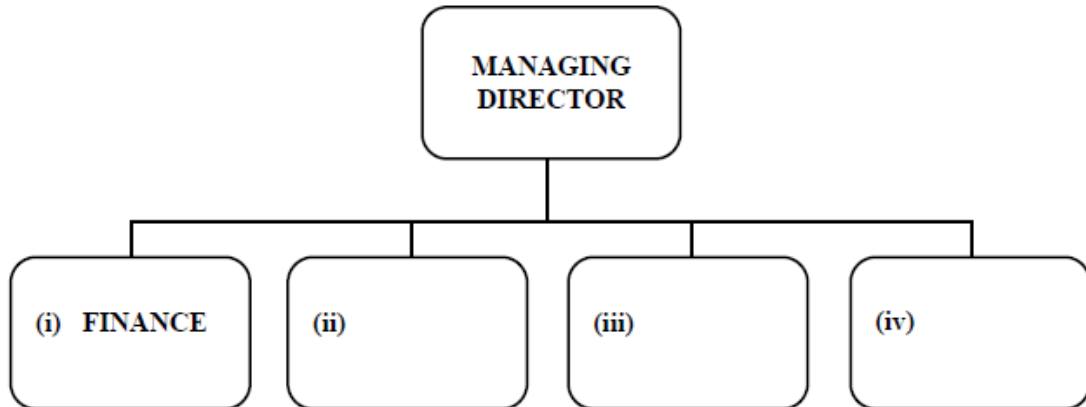 MANAGING
DIRECTOR
(i) FINANCE
(ii)
(iii)
(iv)